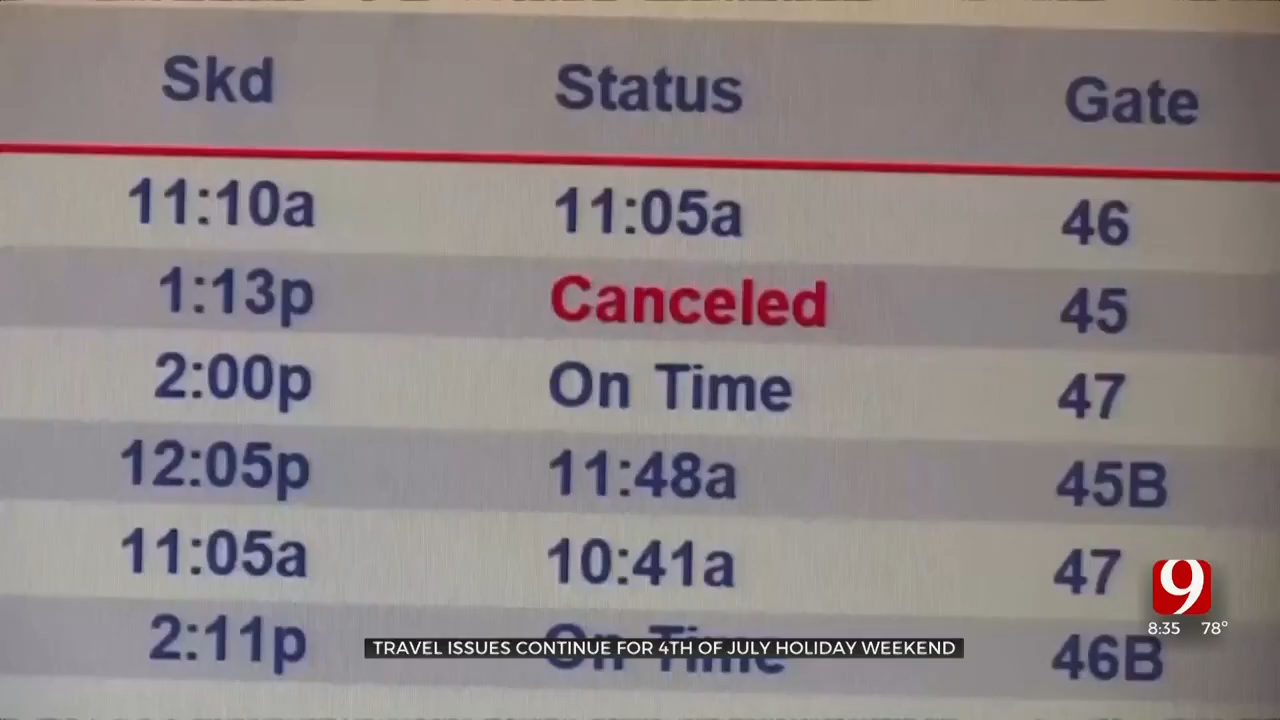 Skd Status Gate
11:10a 11:05a 46
1:13p Canceled 45
2:00p On Time 47
12:05p 11:48a 45B
11:05a 10:41a 47
2:11p On Time 46B
TRAVEL ISSUES CONTINUE FOR 4TH OF JULY HOLIDAY WEEKEND
9
8:35 78°